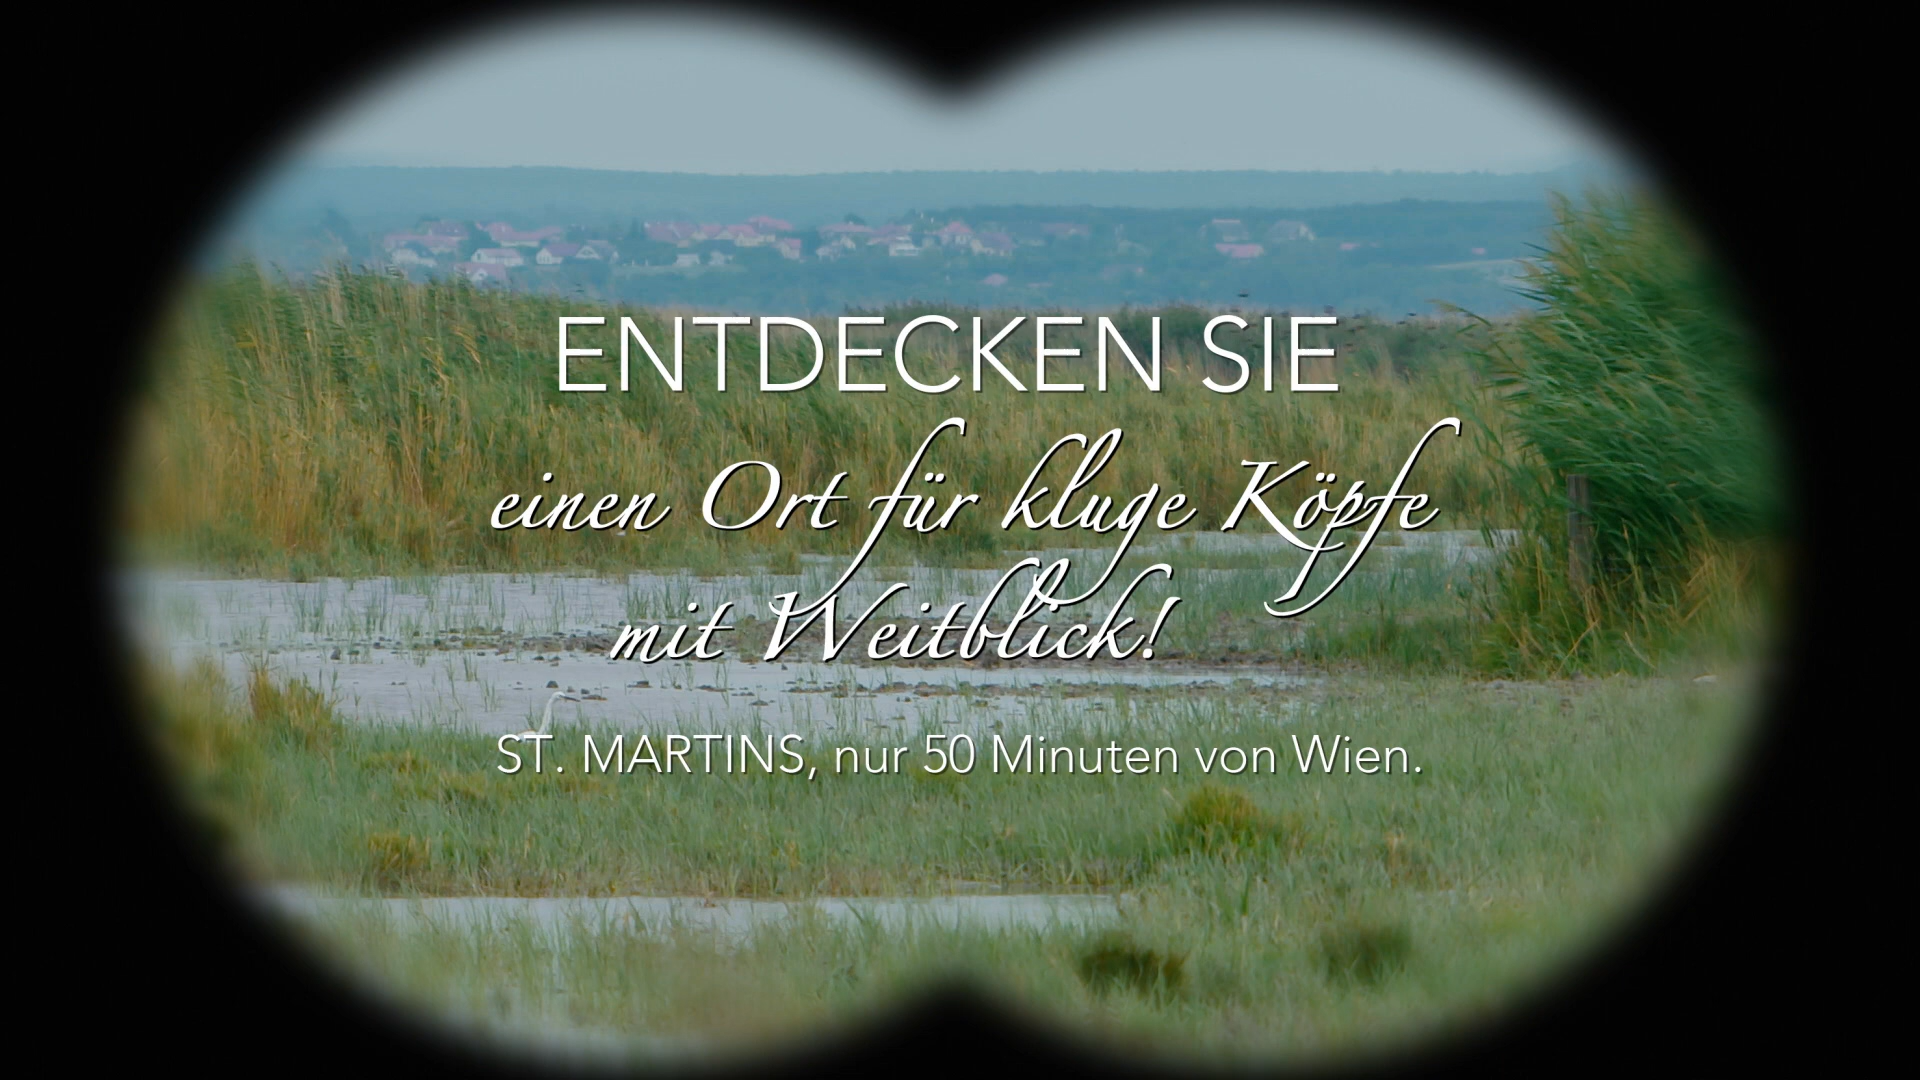 ENTDECKEN SIE
einen Ort für kluge Köpfe
mit Weitblick!
ST. MARTINS, nur 50 Minuten von Wien.